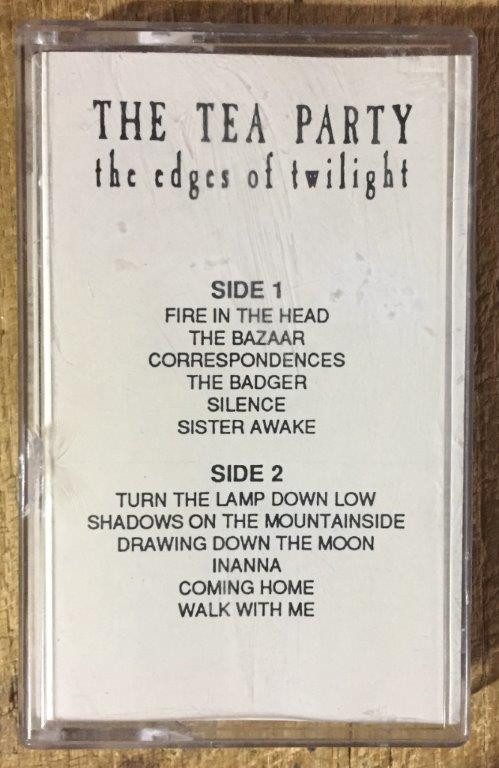 THE TEA PARTY
the edges of twilight
SIDE 1
FIRE IN THE HEAD
THE BAZAAR
CORRESPONDENCES
THE BADGER
SILENCE
SISTER AWAKE
SIDE 2
TURN THE LAMP DOWN LOW
SHADOWS ON THE MOUNTAINSIDE
DRAWING DOWN THE MOON
INANNA
COMING HOME
WALK WITH ME